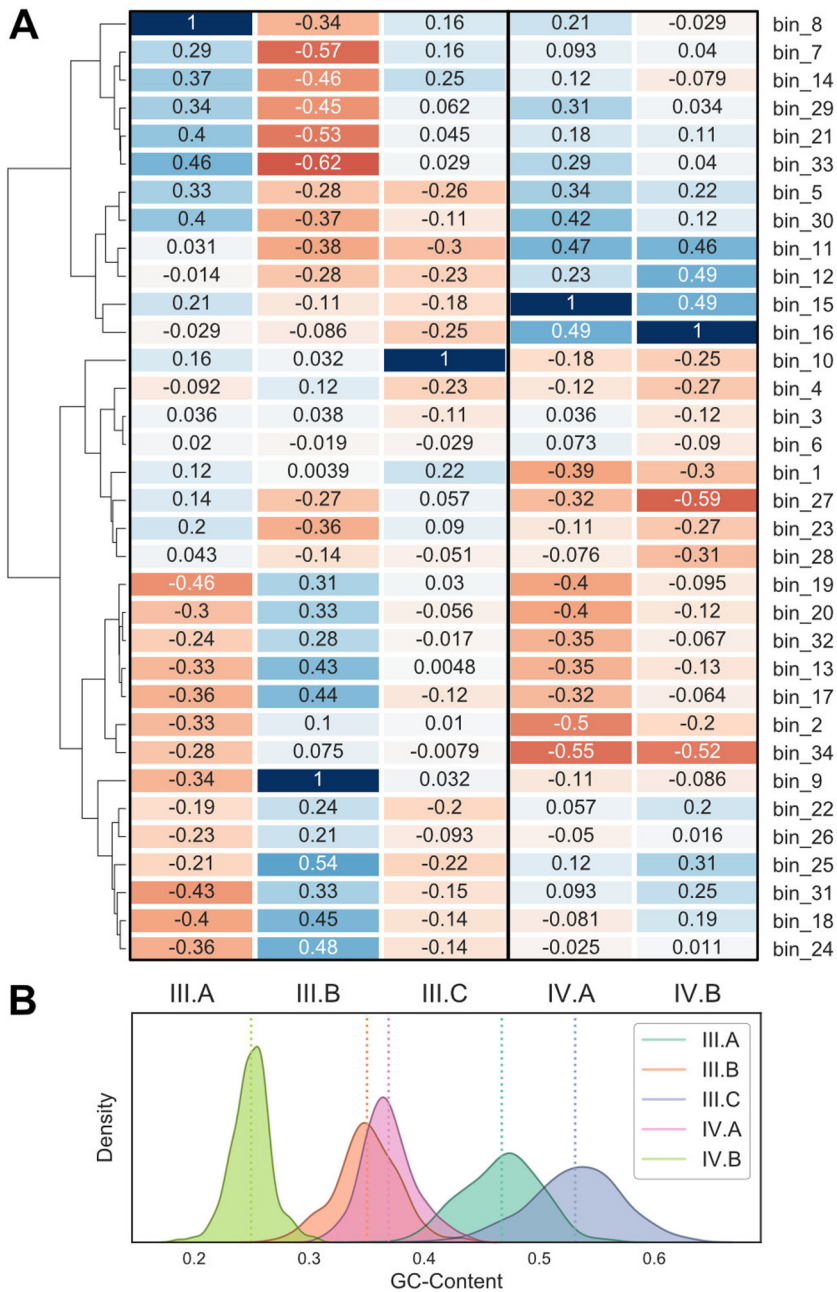 A
1 -0.34 0.16 0.21 -0.029 bin_8
0.29 -0.57 0.16 0.093 0.04 bin_7
0.37 -0.46 0.25 0.12 -0.079 bin_14
0.34 -0.45 0.062 0.31 0.034 bin_29
0.4 -0.53 0.045 0.18 0.11 bin_21
0.46 -0.62 0.029 0.29 0.04 bin_33
0.33 -0.28 -0.26 0.34 0.22 bin_5
0.4 -0.37 -0.11 0.42 0.12 bin_30
0.031 -0.38 -0.3 0.47 0.46 bin_11
-0.014 -0.28 -0.23 0.23 0.49 bin_12
0.21 -0.11 -0.18 1 0.49 bin_15
-0.029 -0.086 -0.25 0.49 1 bin_16
0.16 0.032 1 -0.18 -0.25 bin_10
-0.092 0.12 -0.23 -0.12 -0.27 bin_4
0.036 0.038 -0.11 0.036 -0.12 bin_3
0.02 -0.019 -0.029 0.073 -0.09 bin_6
0.12 0.0039 0.22 -0.39 -0.3 bin_1
0.14 -0.27 0.057 -0.32 -0.59 bin_27
0.2 -0.36 0.09 -0.11 -0.27 bin_23
0.043 -0.14 -0.051 -0.076 -0.31 bin_28
-0.46 0.31 0.03 -0.4 -0.095 bin_19
-0.3 0.33 -0.056 -0.4 -0.12 bin_20
-0.24 0.28 -0.017 -0.35 -0.067 bin_32
-0.33 0.43 0.0048 -0.35 -0.13 bin_13
-0.36 0.44 -0.12 -0.32 -0.064 bin_17
-0.33 0.1 0.01 -0.5 -0.2 bin_2
-0.28 0.075 -0.0079 -0.55 -0.52 bin_34
-0.34 1 0.032 -0.11 -0.086 bin_9
-0.19 0.24 -0.2 0.057 0.2 bin_22
-0.23 0.21 -0.093 -0.05 0.016 bin_26
-0.21 0.54 -0.22 0.12 0.31 bin_25
-0.43 0.33 -0.15 0.093 0.25 bin_31
-0.4 0.45 -0.14 -0.081 0.19 bin_18
-0.36 0.48 -0.14 -0.025 0.011 bin_24
III.A III.B III.C IV.A IV.B
B
Density
III.A
III.B
III.C
IV.A
IV.B
0.2 0.3 0.4 0.5 0.6
GC-Content